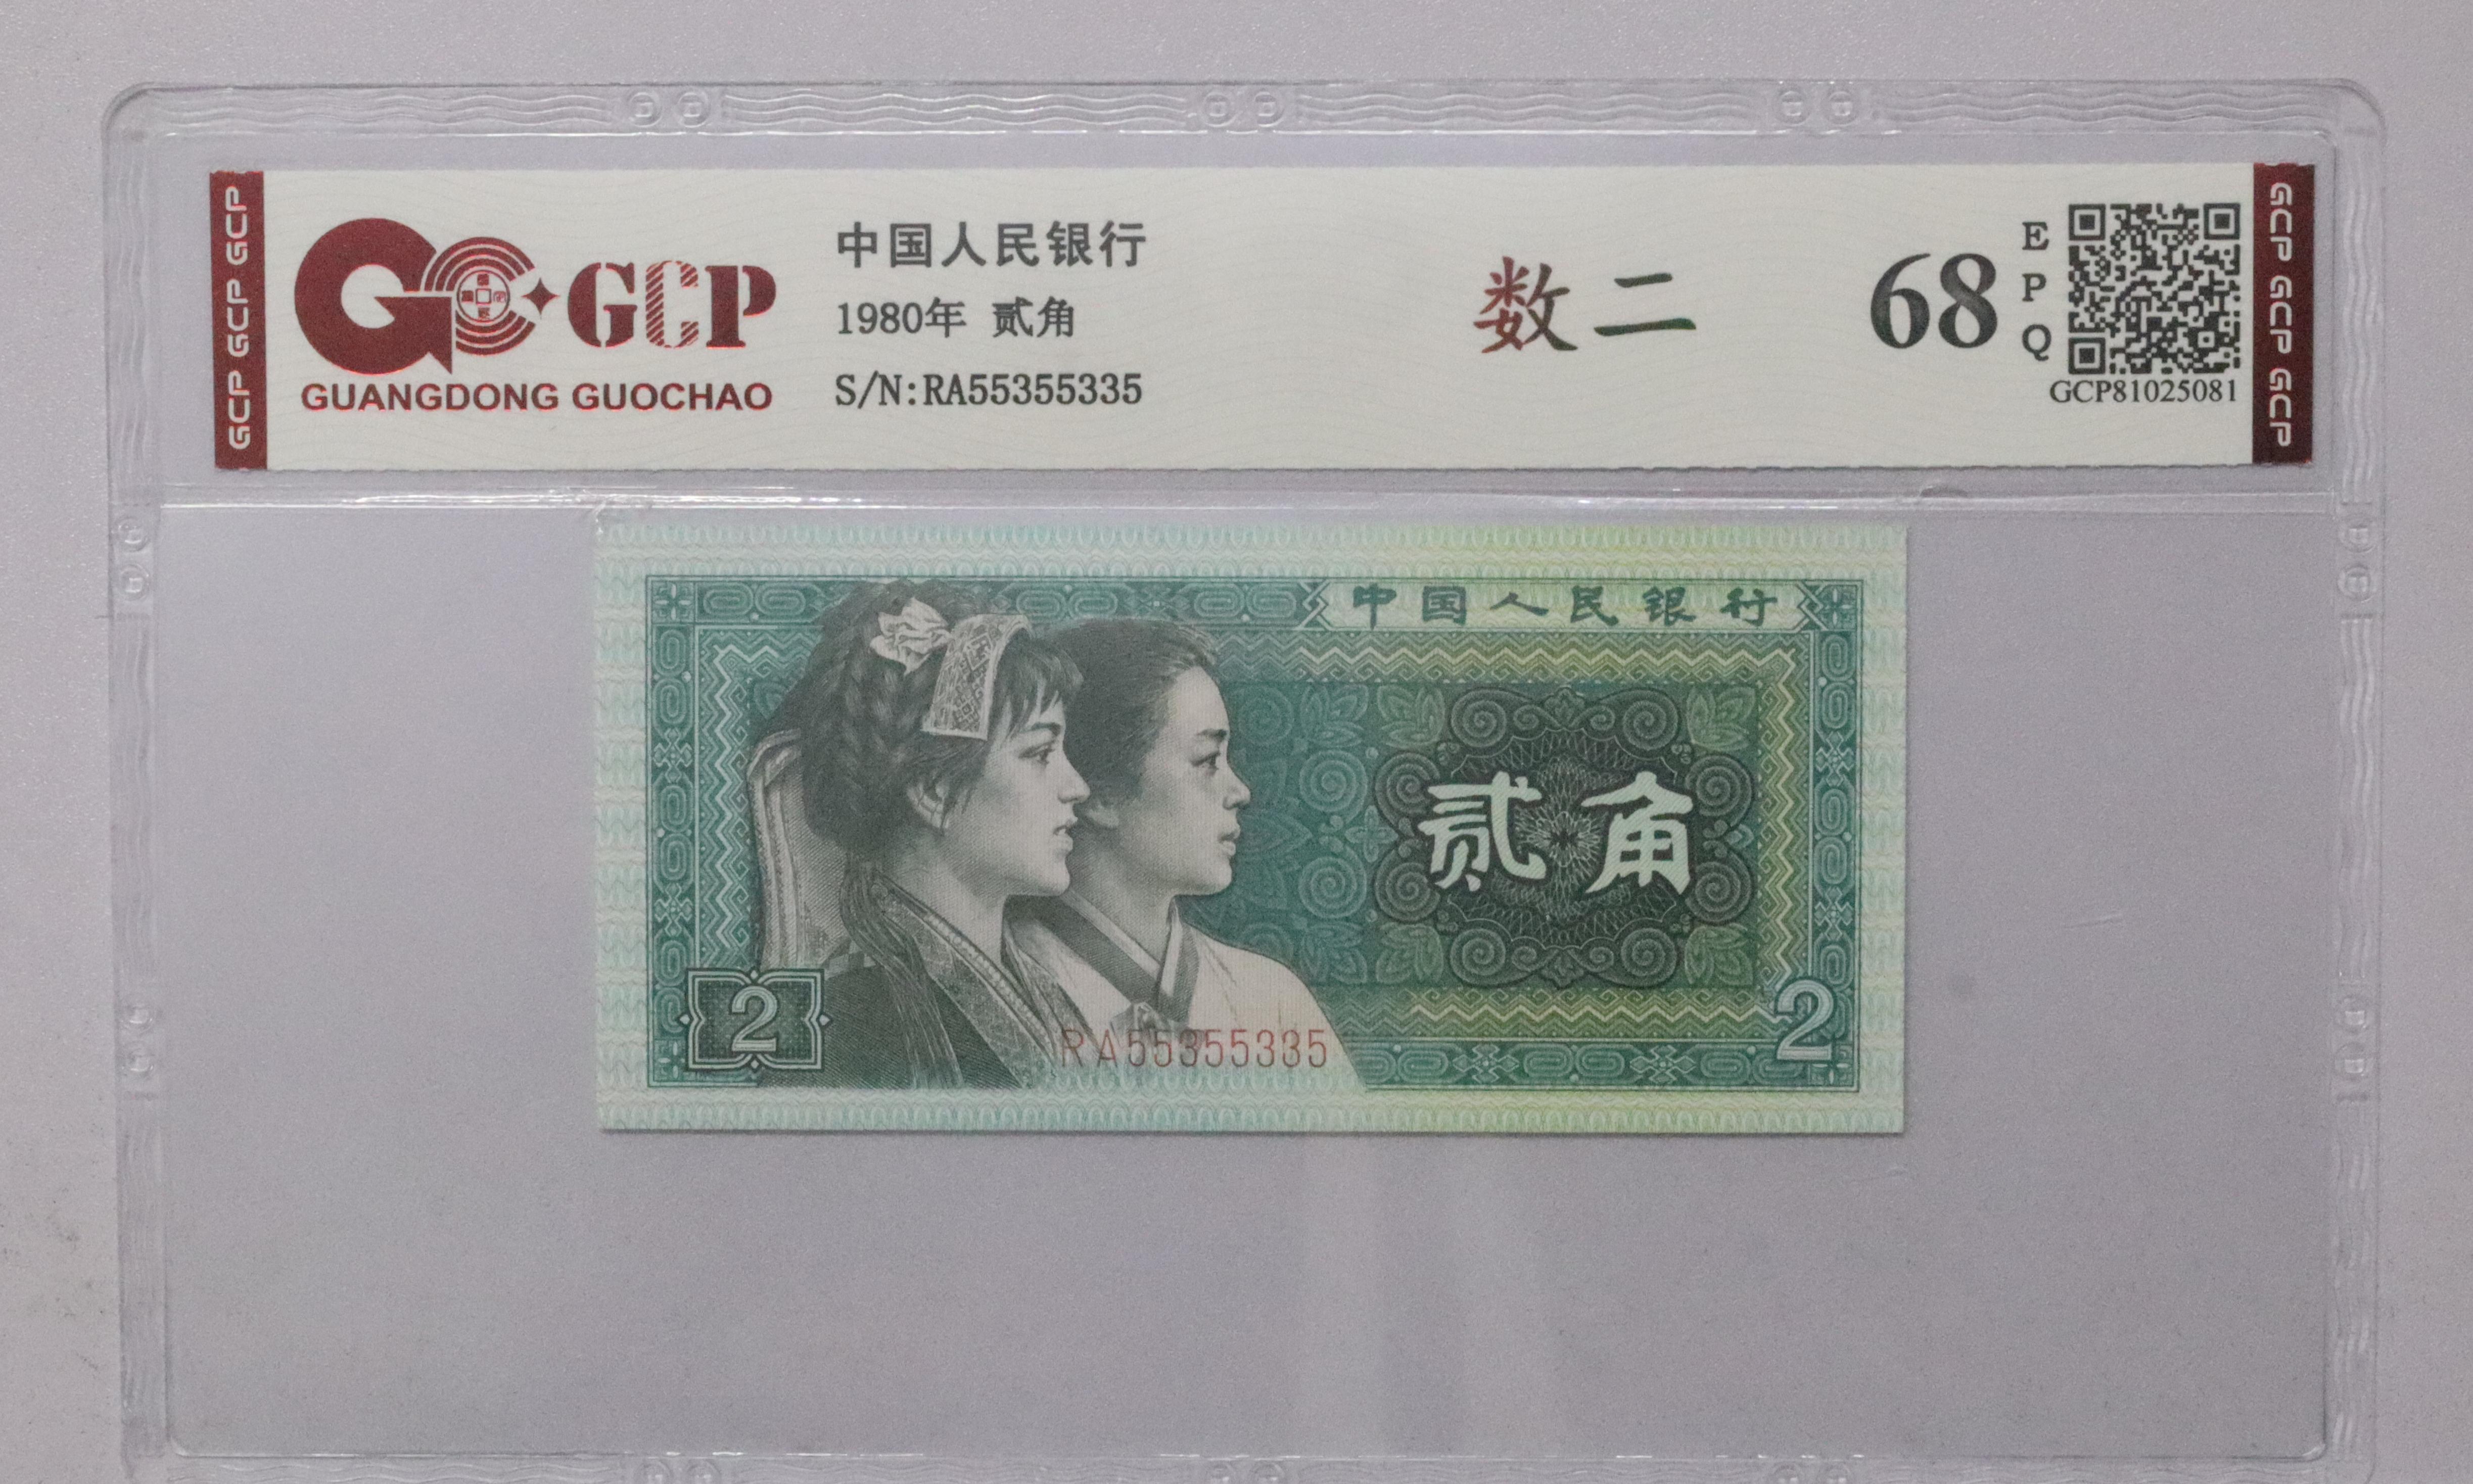 GCP GCP GCP
GCP
GUANGDONG GUOCHAO
中国人民银行
1980年 贰角
S/N:RA55355335
数二
68
EPQ
GCP81025081
GCP GCP GCP
中国人民银行
贰角
2
RA55355335
2